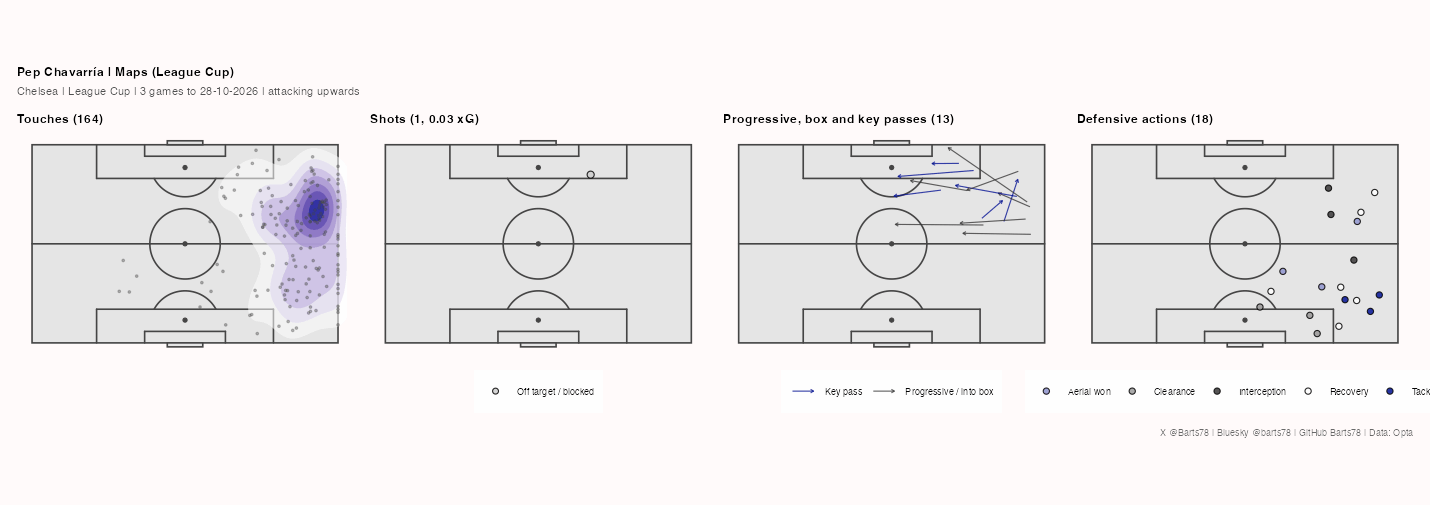 Pep Chavarría | Maps (League Cup)
Chelsea | League Cup | 3 games to 28-10-2026 | attacking upwards
Touches (164)
Shots (1, 0.03 xG)
Progressive, box and key passes (13)
Defensive actions (18)
Off target / blocked
Key pass
Progressive / into box
Aerial won
Clearance
Interception
Recovery
Tack
X @Barts78 | Bluesky @barts78 | GitHub Barts78 | Data: Opta